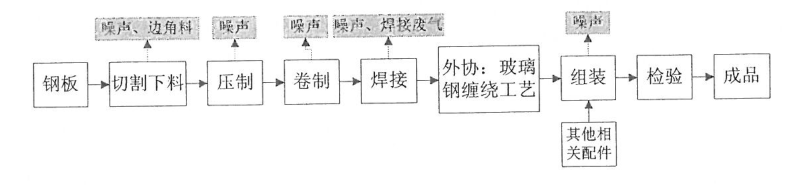 噪声、边角料
噪声
噪声
噪声、焊接废气
噪声
钢板
切割下料
压制
卷制
焊接
外协：玻璃
钢缠绕工艺
组装
检验
成品
其他相
关配件